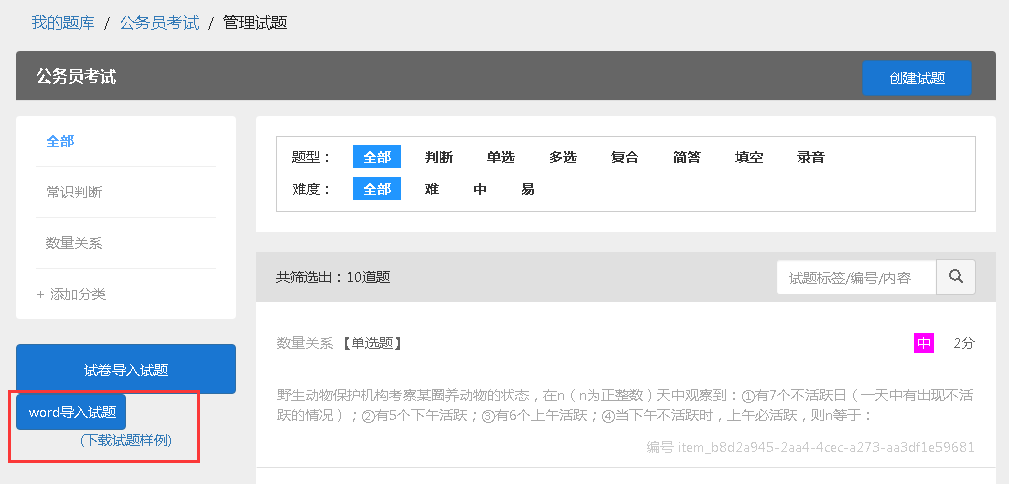 我的题库 / 公务员考试 / 管理试题
公务员考试
创建试题
全部
常识判断
数量关系
+ 添加分类
试卷导入试题
word导入试题
(下载试题样例)
题型： 全部 判断 单选 多选 复合 简答 填空 录音
难度： 全部 难 中 易
共筛选出：10道题
试题标签/编号/内容
数量关系【单选题】
中 2分
野生动物保护机构考察某圈养动物的状态，在n（n为正整数）天中观察到：①有7个不活跃日（一天中有出现不活
跃的情况）；②有5个下午活跃；③有6个上午活跃；④当下午不活跃时，上午必活跃，则n等于：
编号 item_b8d2a945-2aa4-4cec-a273-aa3df1e59681